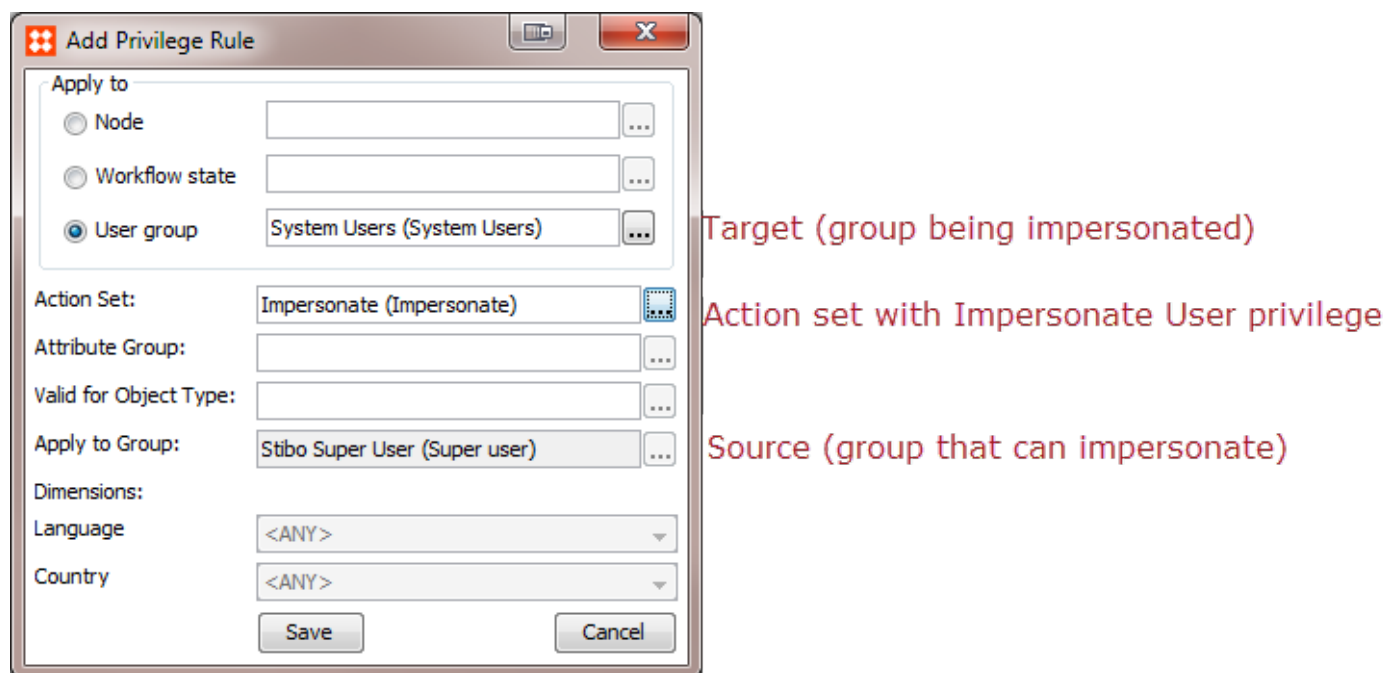 Add Privilege Rule
Apply to
Node
...
Workflow state
...
User group
System Users (System Users)
...
Target (group being impersonated)
Action Set:
Impersonate (Impersonate)
...
Action set with Impersonate User privilege
Attribute Group:
...
Valid for Object Type:
...
Apply to Group:
Stibo Super User (Super user)
...
Source (group that can impersonate)
Dimensions:
Language
<ANY>
Country
<ANY>
Save
Cancel